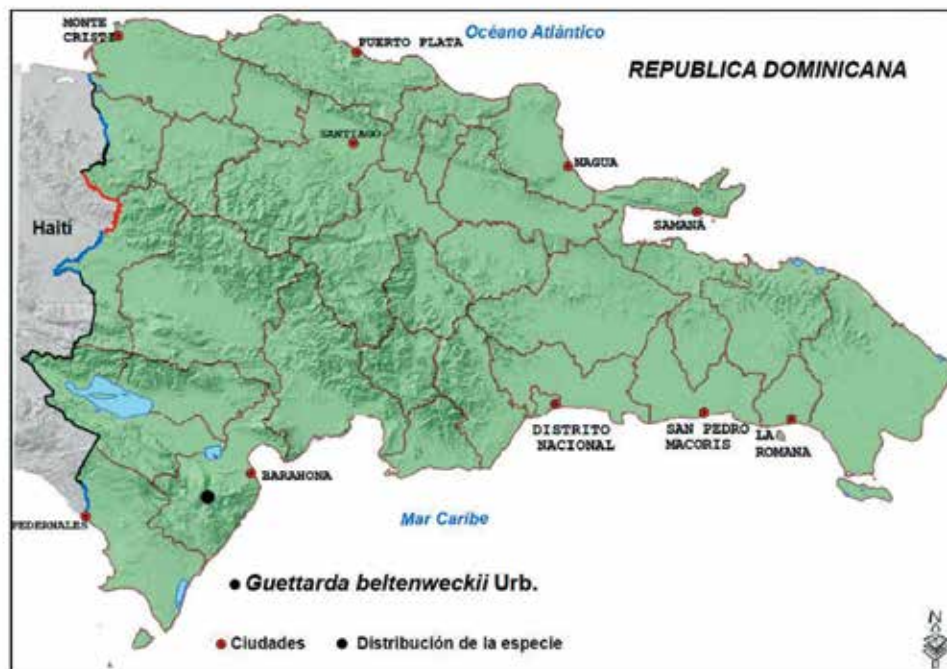 MONTE
CRISTI
PUERTO PLATA
Océano Atlántico
REPUBLICA DOMINICANA
SANTIAGO
NAGUA
SAMANA
Haití
DISTRITO
NACIONAL
SAN PEDRO
MACORIS
LA
ROMANA
BARAHONA
PEDERNALES
Mar Caribe
Guettarda beltenweckii Urb.
Ciudades
Distribución de la especie
N